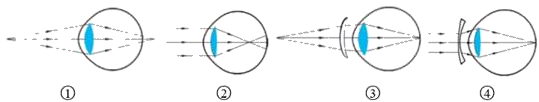 ① ② ③ ④